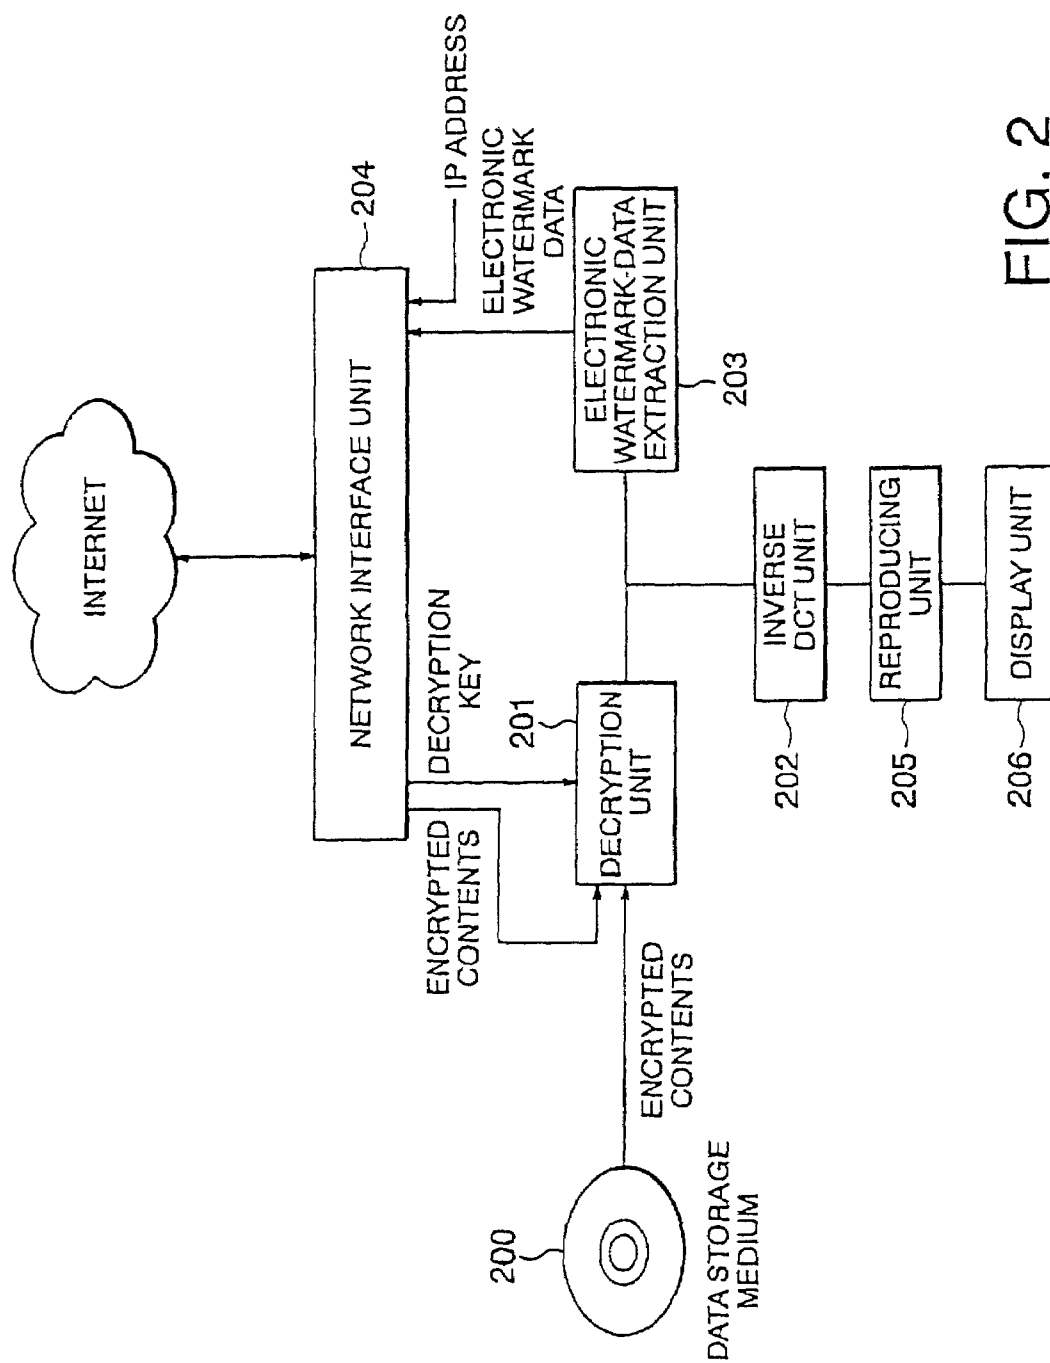 INTERNET
NETWORK INTERFACE UNIT
204
ENCRYPTED
CONTENTS
DECRYPTION
KEY
IP ADDRESS
ELECTRONIC
WATERMARK
DATA
200
DATA STORAGE
MEDIUM
ENCRYPTED
CONTENTS
201
DECRYPTION
UNIT
ELECTRONIC
WATERMARK-DATA
EXTRACTION UNIT
203
INVERSE
DCT UNIT
202
REPRODUCING
UNIT
205
DISPLAY UNIT
206
FIG. 2